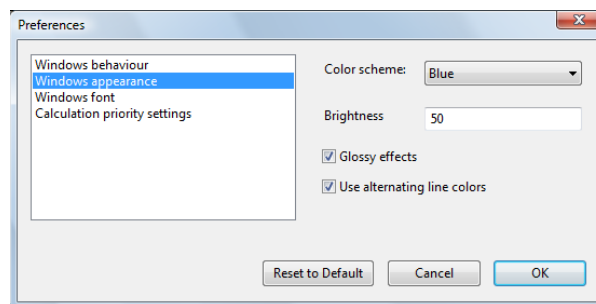 Preferences
Windows behaviour
Windows appearance
Windows font
Calculation priority settings
Color scheme:
Blue
Brightness
50
Glossy effects
Use alternating line colors
Reset to Default
Cancel
OK